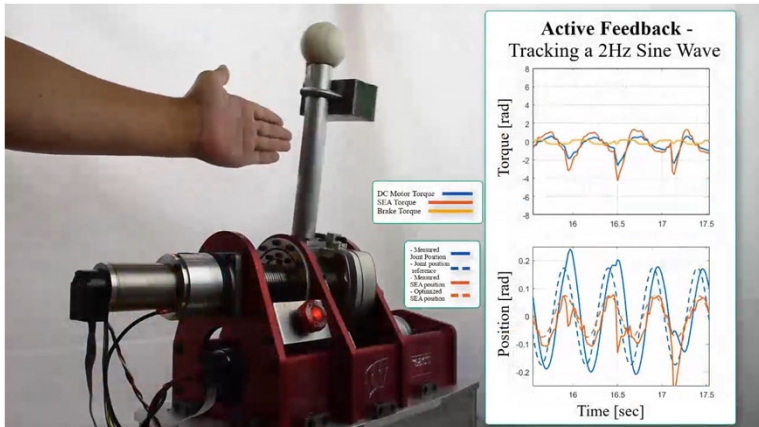 Active Feedback -
Tracking a 2Hz Sine Wave
Torque [rad]
8
6
4
2
0
-2
-4
-6
-8
16
16.5
17
17.5
DC Motor Torque
SEA Torque
Brake Torque
- Measured
Joint Position
- Joint position
reference
- Measured
SEA position
- Optimized
SEA position
Position [rad]
0.2
0.1
0
-0.1
-0.2
16
16.5
17
17.5
Time [sec]